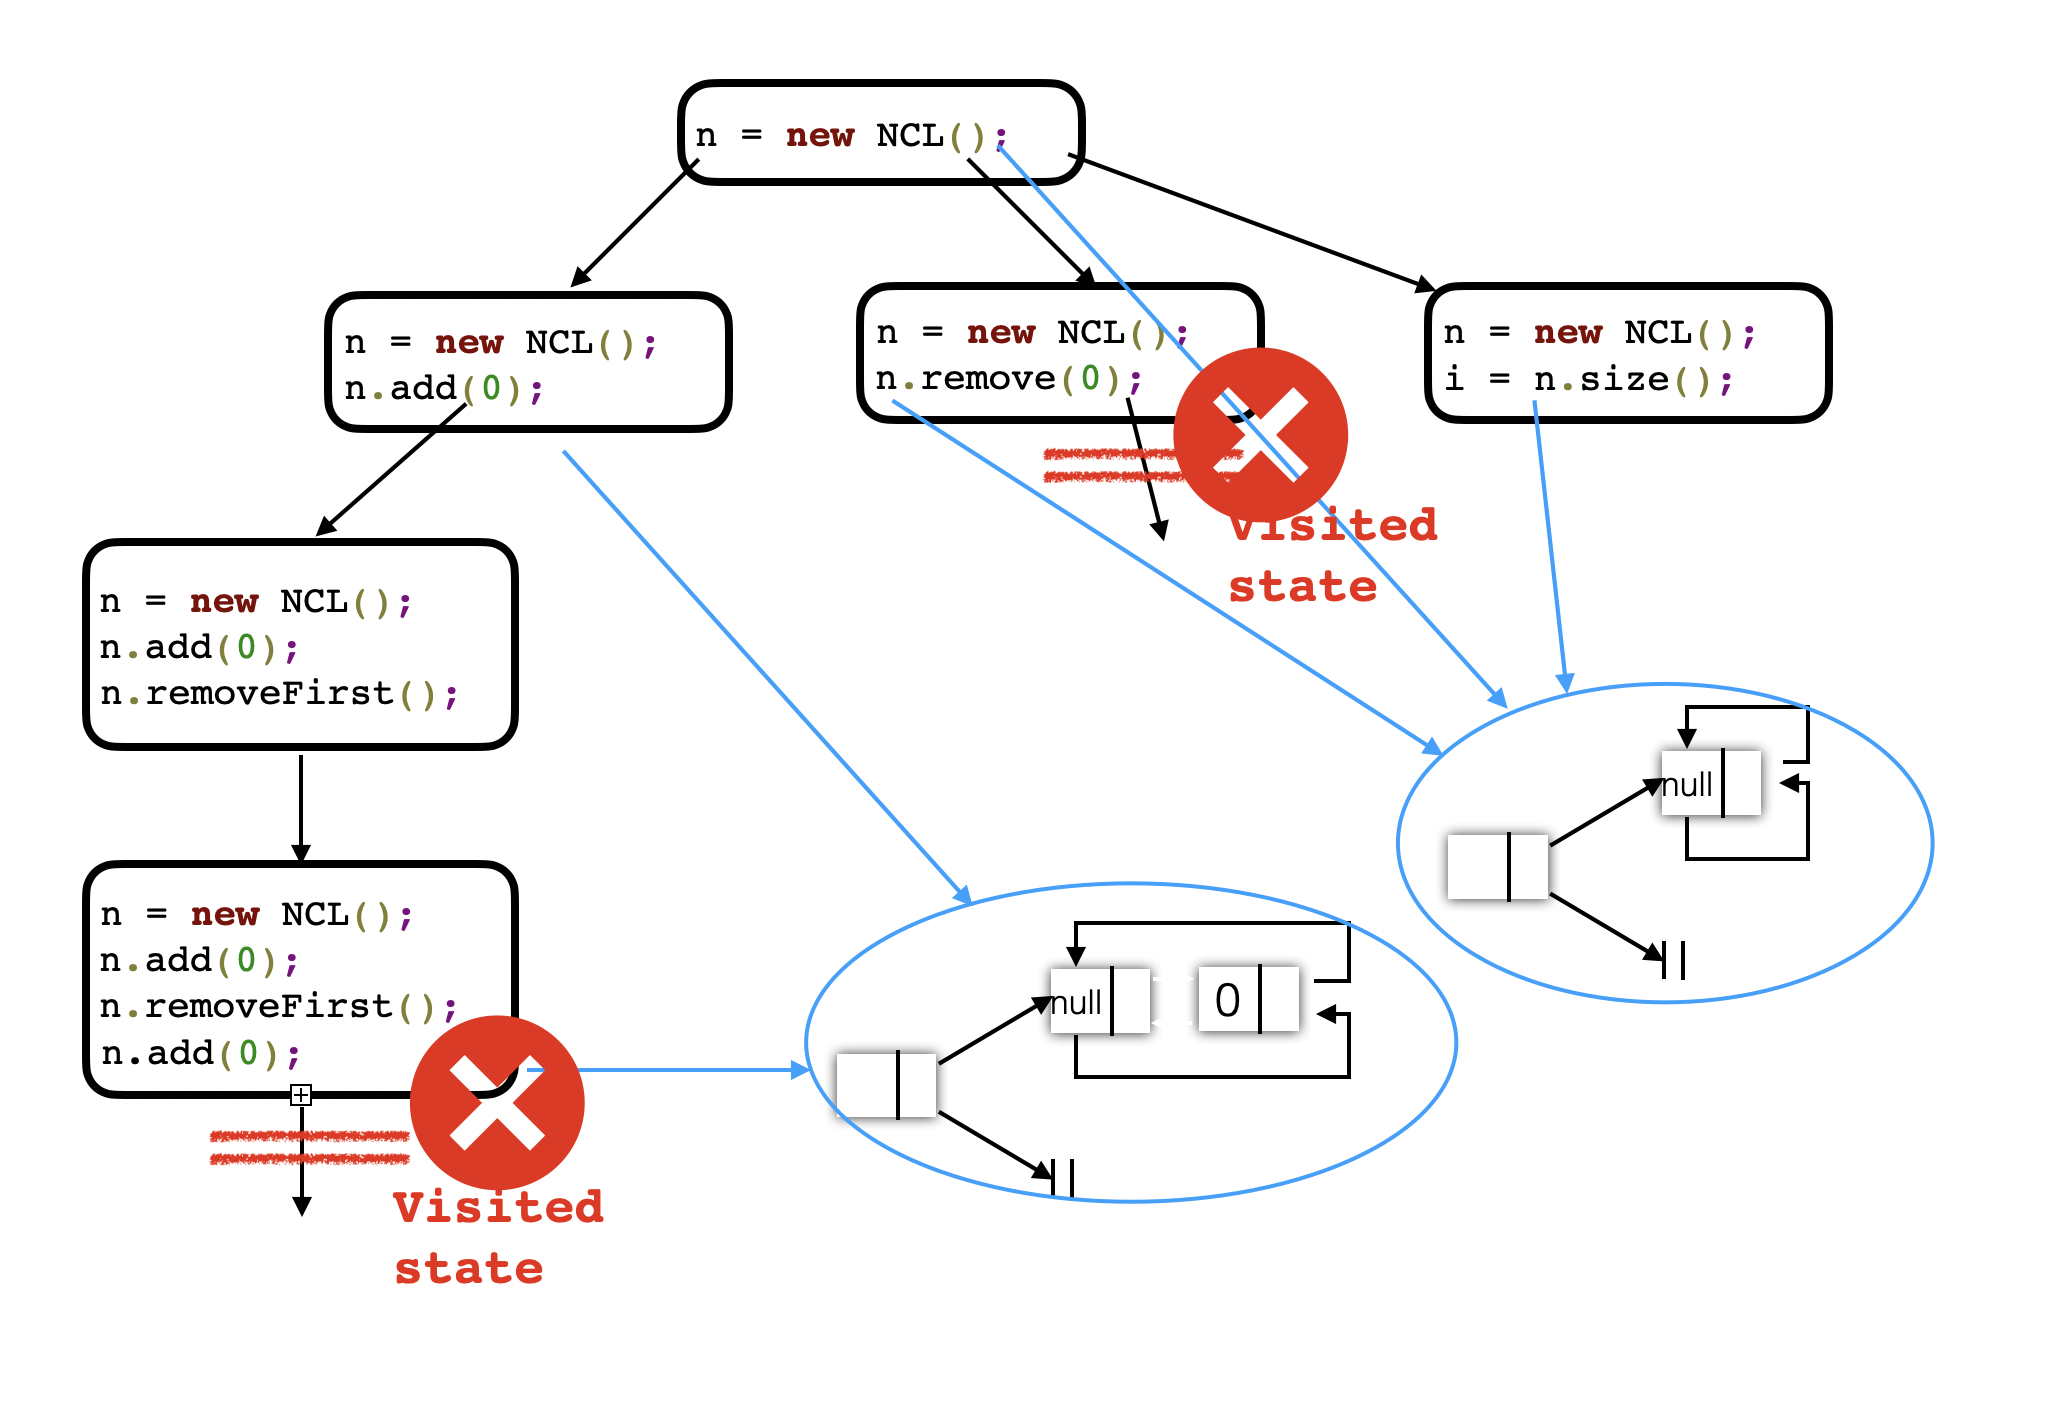 n = new NCL();
n = new NCL();
n.add(0);
n = new NCL();
n.remove(0);
n = new NCL();
i = n.size();
Visited
state
n = new NCL();
n.add(0);
n.removeFirst();
null
n = new NCL();
n.add(0);
n.removeFirst();
n.add(0);
null
0
Visited
state